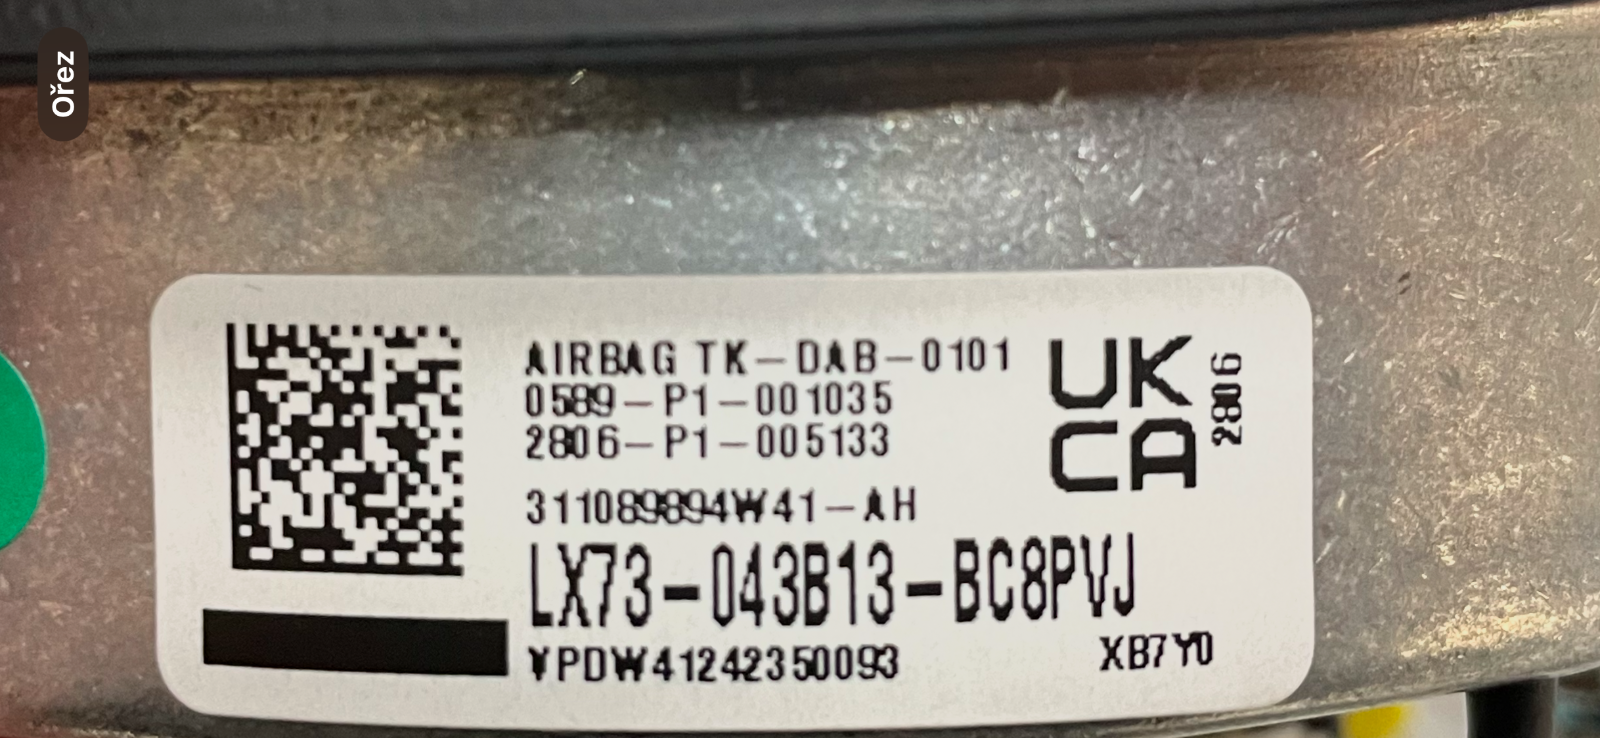 Ořez
AIRBAG TK-DAB-0101
0589-P1-001035
2806-P1-005133
UK
CA
2806
311089894W41-AH
LX73-043B13-BC8PVJ
YPDW41242350093
XB7Y0